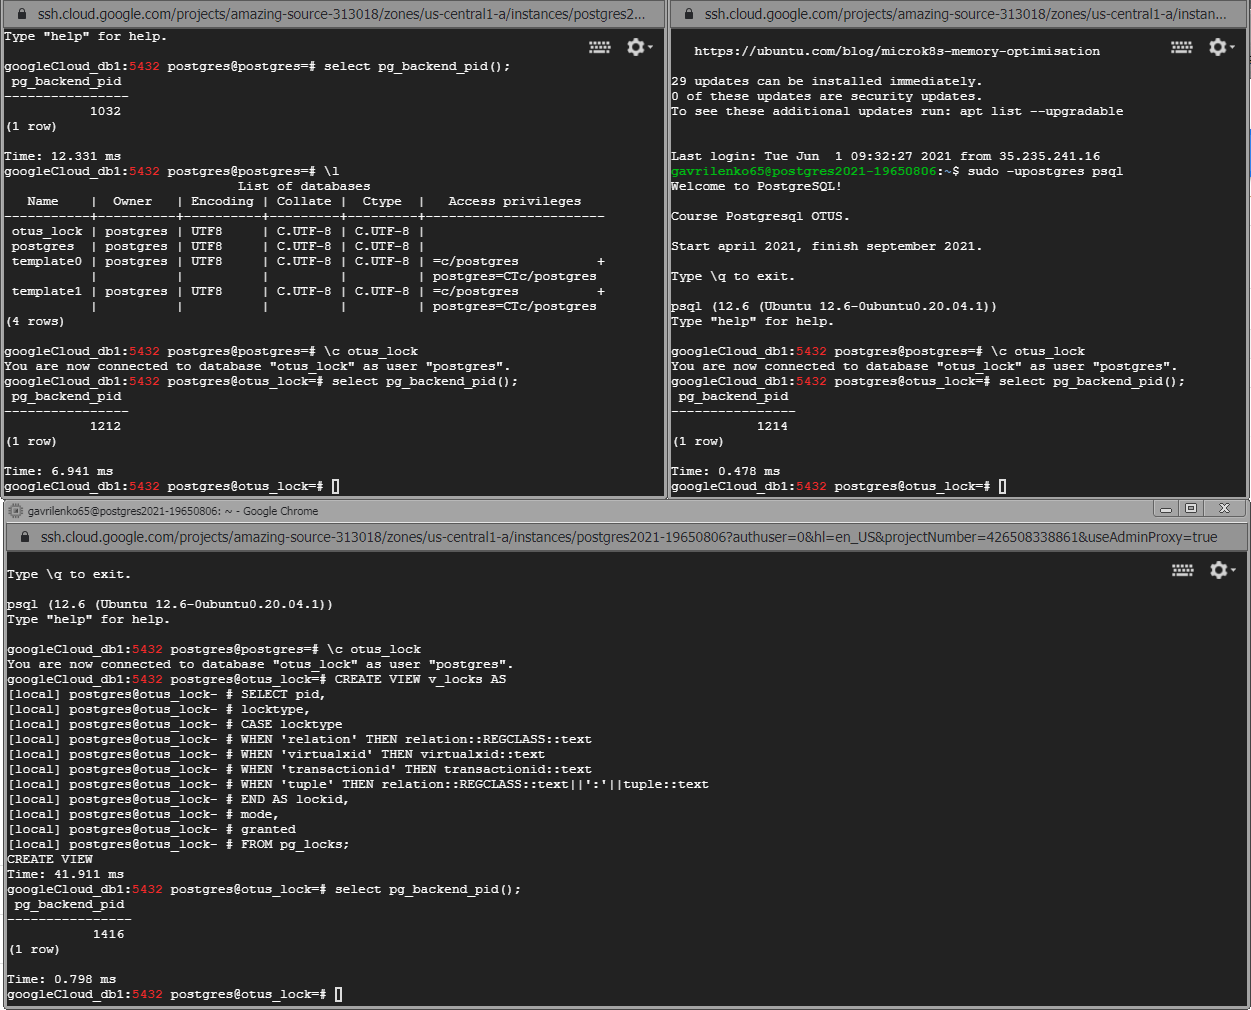 ssh.cloud.google.com/projects/amazing-source-313018/zones/us-central1-a/instances/postgres2...
Type "help" for help.
googleCloud_db1:5432 postgres@postgres=# select pg_backend_pid();
 pg_backend_pid
----------------
           1032
(1 row)
Time: 12.331 ms
googleCloud_db1:5432 postgres@postgres=# \l
                              List of databases
   Name    |  Owner   | Encoding | Collate |  Ctype  |   Access privileges
-----------+----------+----------+---------+---------+-----------------------
 otus_lock | postgres | UTF8     | C.UTF-8 | C.UTF-8 |
 postgres  | postgres | UTF8     | C.UTF-8 | C.UTF-8 |
 template0 | postgres | UTF8     | C.UTF-8 | C.UTF-8 | =c/postgres          +
           |          |          |         |         | postgres=CTc/postgres
 template1 | postgres | UTF8     | C.UTF-8 | C.UTF-8 | =c/postgres          +
           |          |          |         |         | postgres=CTc/postgres
(4 rows)
googleCloud_db1:5432 postgres@postgres=# \c otus_lock
You are now connected to database "otus_lock" as user "postgres".
googleCloud_db1:5432 postgres@otus_lock=# select pg_backend_pid();
 pg_backend_pid
----------------
           1212
(1 row)
Time: 6.941 ms
googleCloud_db1:5432 postgres@otus_lock=#
ssh.cloud.google.com/projects/amazing-source-313018/zones/us-central1-a/instan...
   https://ubuntu.com/blog/microk8s-memory-optimisation
29 updates can be installed immediately.
0 of these updates are security updates.
To see these additional updates run: apt list --upgradable
Last login: Tue Jun  1 09:32:27 2021 from 35.235.241.16
gavrilenko65@postgres2021-19650806:~$ sudo -upostgres psql
Welcome to PostgreSQL!
Course Postgresql OTUS.
Start april 2021, finish september 2021.
Type \q to exit.
psql (12.6 (Ubuntu 12.6-0ubuntu0.20.04.1))
Type "help" for help.
googleCloud_db1:5432 postgres@postgres=# \c otus_lock
You are now connected to database "otus_lock" as user "postgres".
googleCloud_db1:5432 postgres@otus_lock=# select pg_backend_pid();
 pg_backend_pid
----------------
           1214
(1 row)
Time: 0.478 ms
googleCloud_db1:5432 postgres@otus_lock=#
gavrilenko65@postgres2021-19650806: ~ - Google Chrome
ssh.cloud.google.com/projects/amazing-source-313018/zones/us-central1-a/instances/postgres2021-19650806?authuser=0&hl=en_US&projectNumber=426508338861&useAdminProxy=true
Type \q to exit.
psql (12.6 (Ubuntu 12.6-0ubuntu0.20.04.1))
Type "help" for help.
googleCloud_db1:5432 postgres@postgres=# \c otus_lock
You are now connected to database "otus_lock" as user "postgres".
googleCloud_db1:5432 postgres@otus_lock=# CREATE VIEW v_locks AS
[local] postgres@otus_lock- # SELECT pid,
[local] postgres@otus_lock- # locktype,
[local] postgres@otus_lock- # CASE locktype
[local] postgres@otus_lock- # WHEN 'relation' THEN relation::REGCLASS::text
[local] postgres@otus_lock- # WHEN 'virtualxid' THEN virtualxid::text
[local] postgres@otus_lock- # WHEN 'transactionid' THEN transactionid::text
[local] postgres@otus_lock- # WHEN 'tuple' THEN relation::REGCLASS::text||':'||tuple::text
[local] postgres@otus_lock- # END AS lockid,
[local] postgres@otus_lock- # mode,
[local] postgres@otus_lock- # granted
[local] postgres@otus_lock- # FROM pg_locks;
CREATE VIEW
Time: 41.911 ms
googleCloud_db1:5432 postgres@otus_lock=# select pg_backend_pid();
 pg_backend_pid
----------------
           1416
(1 row)
Time: 0.798 ms
googleCloud_db1:5432 postgres@otus_lock=#